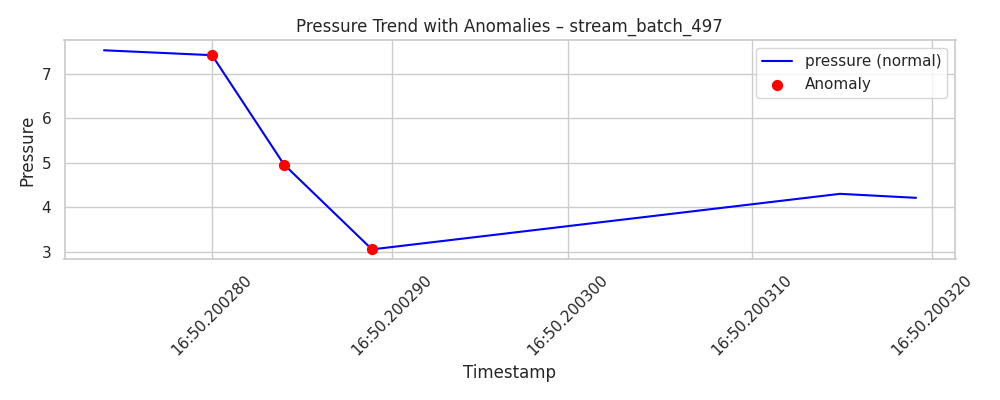 Pressure Trend with Anomalies – stream_batch_497
pressure (normal)
Anomaly
Pressure
7
6
5
4
3
16:50.200280
16:50.200290
16:50.200300
16:50.200310
16:50.200320
Timestamp